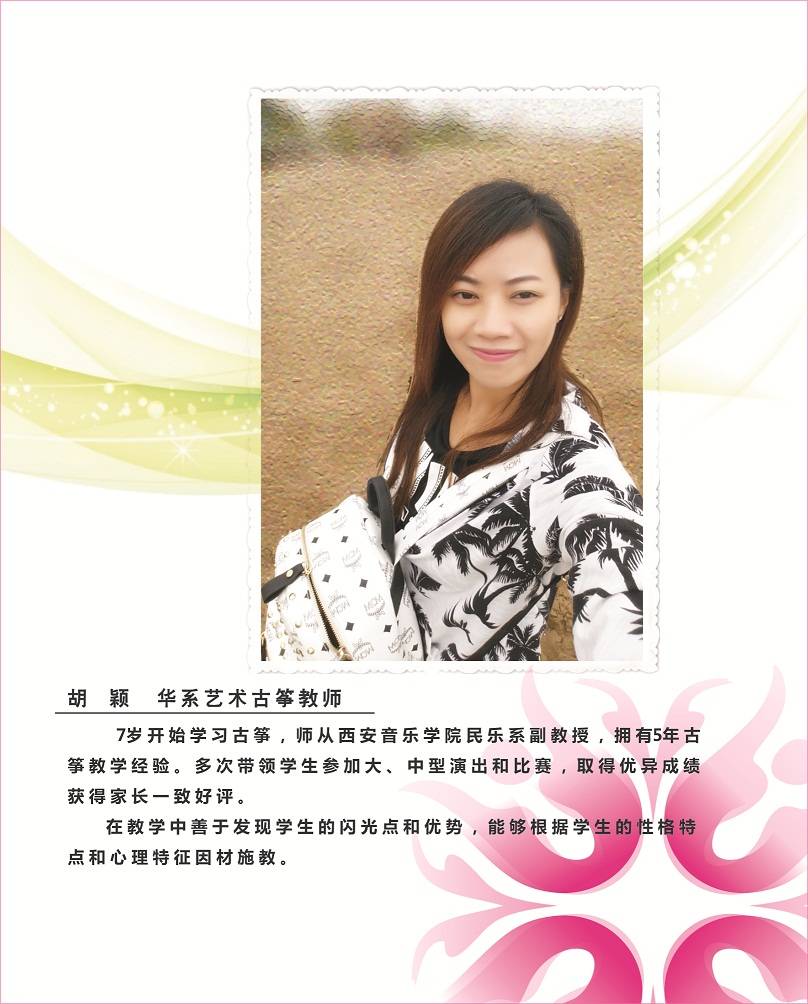 胡 颖 华系艺术古筝教师
7岁开始学习古筝，师从西安音乐学院民乐系副教授，拥有5年古
筝教学经验。多次带领学生参加大、中型演出和比赛，取得优异成绩
获得家长一致好评。
在教学中善于发现学生的闪光点和优势，能够根据学生的性格特
点和心理特征因材施教。
MCM